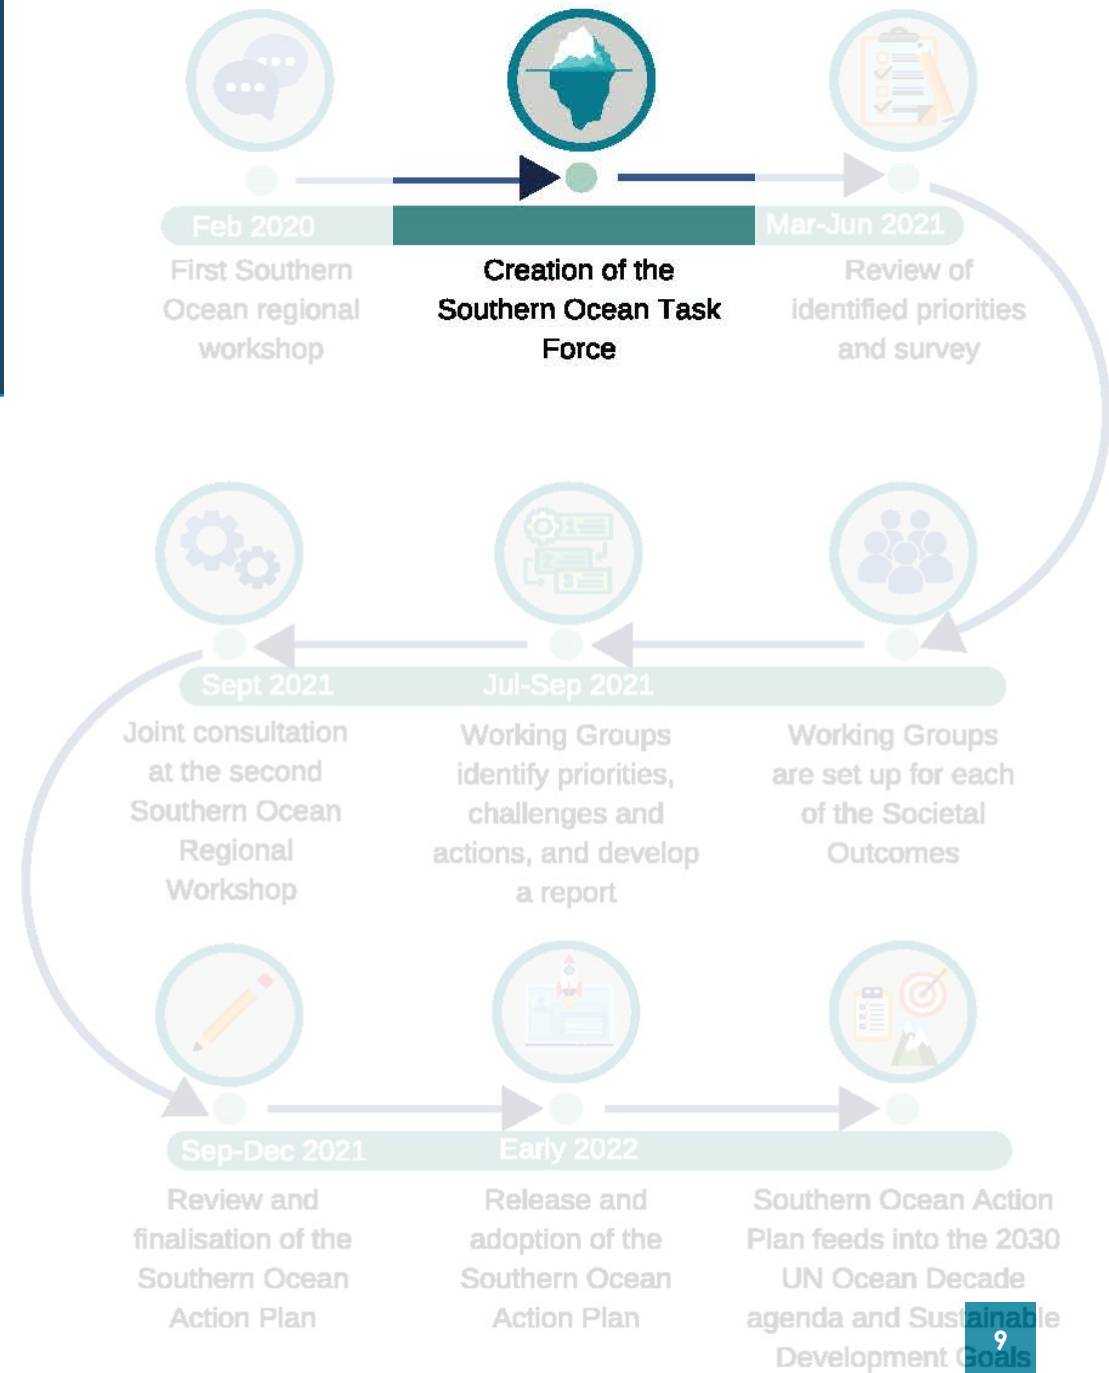 Feb 2020
Mar-Jun 2021
First Southern
Ocean regional
workshop
Creation of the
Southern Ocean Task
Force
Review of
identified priorities
and survey
Sept 2021
Jul-Sep 2021
Joint consultation
at the second
Southern Ocean
Regional
Workshop
Working Groups
identify priorities,
challenges and
actions, and develop
a report
Working Groups
are set up for each
of the Societal
Outcomes
Sep-Dec 2021
Early 2022
Review and
finalisation of the
Southern Ocean
Action Plan
Release and
adoption of the
Southern Ocean
Action Plan
Southern Ocean Action
Plan feeds into the 2030
UN Ocean Decade
agenda and Sustainable
Development Goals
9